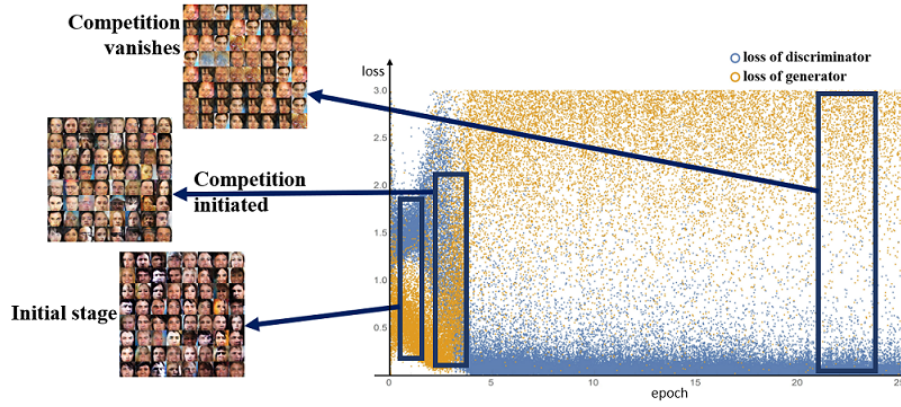 Competition
vanishes
loss of discriminator
loss of generator
loss
3.0
2.5
Competition
initiated
2.0
1.5
1.0
Initial stage
0.5
0
5
10
15
20
25
epoch